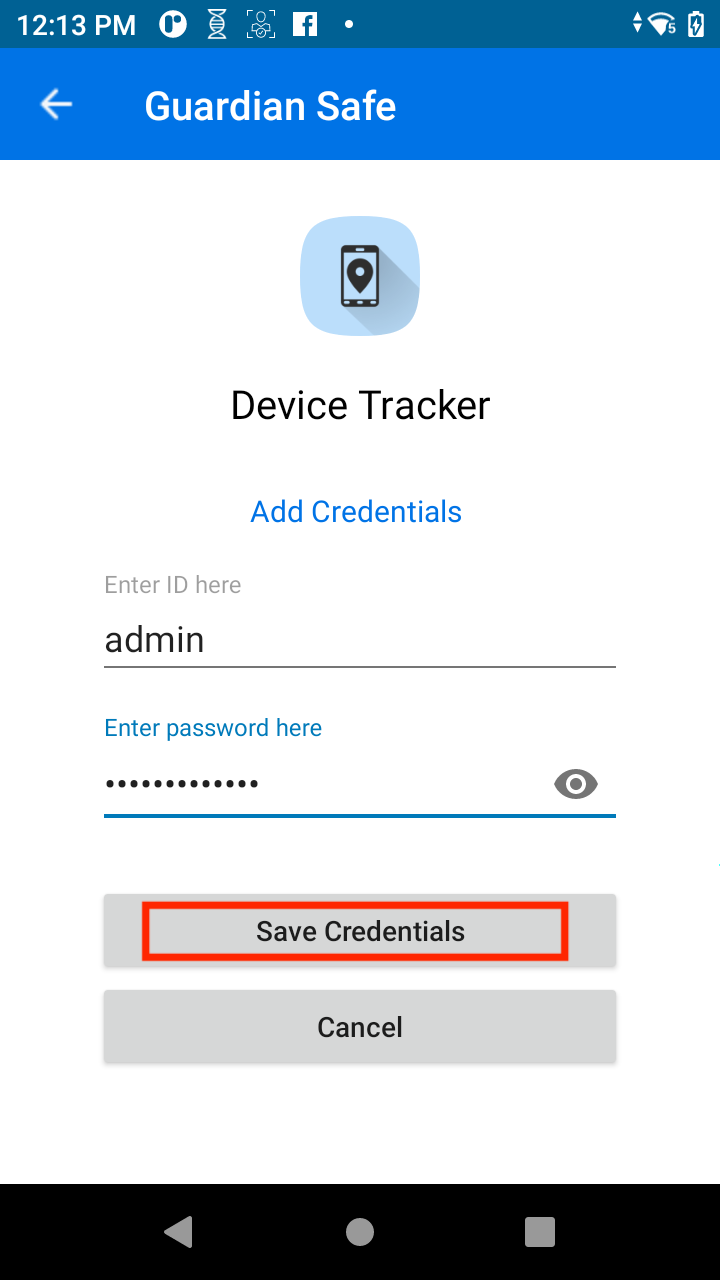 12:13 PM
5
Guardian Safe
Device Tracker
Add Credentials
Enter ID here
admin
Enter password here
•••••••••••••
Save Credentials
Cancel